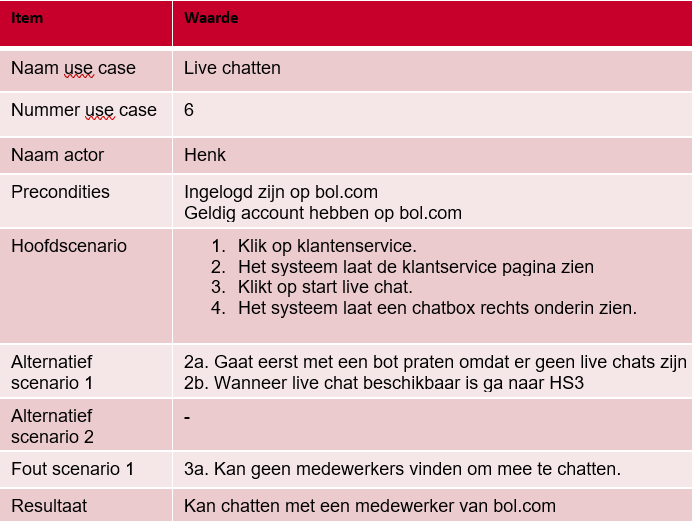 Item Waarde
Naam use case Live chatten
Nummer use case 6
Naam actor Henk
Precondities Ingelogd zijn op bol.com
Geldig account hebben op bol.com
Hoofdscenario 1. Klik op klantenservice.
2. Het systeem laat de klantservice pagina zien
3. Klikt op start live chat.
4. Het systeem laat een chatbox rechts onderin zien.
Alternatief 2a. Gaat eerst met een bot praten omdat er geen live chats zijn
scenario 1 2b. Wanneer live chat beschikbaar is ga naar HS3
Alternatief -
scenario 2
Fout scenario 1 3a. Kan geen medewerkers vinden om mee te chatten.
Resultaat Kan chatten met een medewerker van bol.com